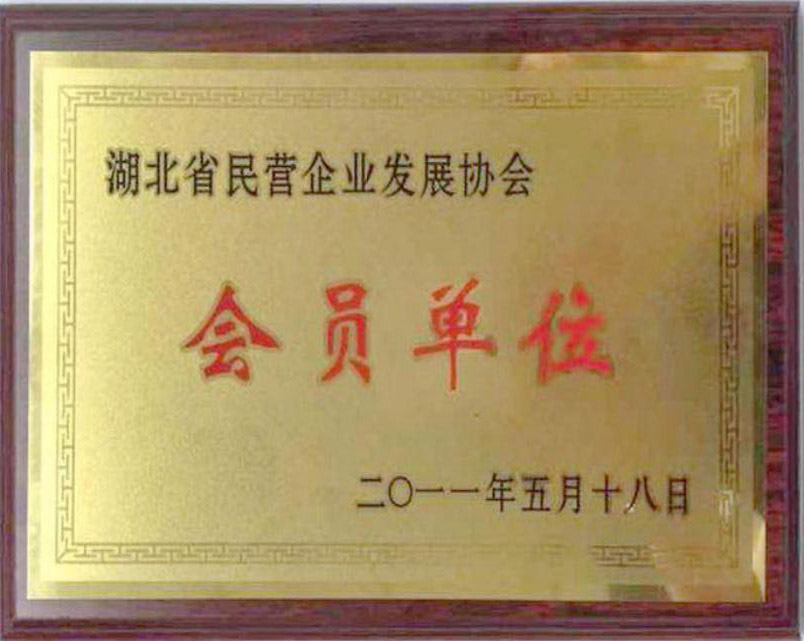 湖北省民营企业发展协会
会员单位
二〇一一年五月十八日